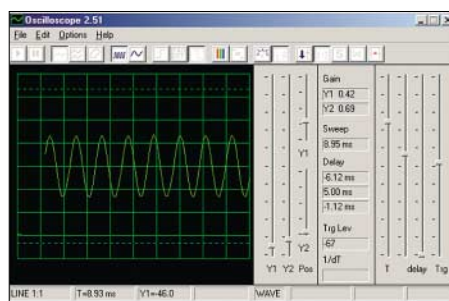 Oscilloscope 2.51
File Edit Options Help
Gain
Y1 0.42
Y2 0.69
Sweep
8.95 ms
Delay
-6.12 ms
5.00 ms
-1.12 ms
Trg Lev
-67
1/dT
Y1
Y2
Y1 Y2 Pos
T delay Trg
LINE 1:1 T=8.93 ms Y1=-46.0 WAVE